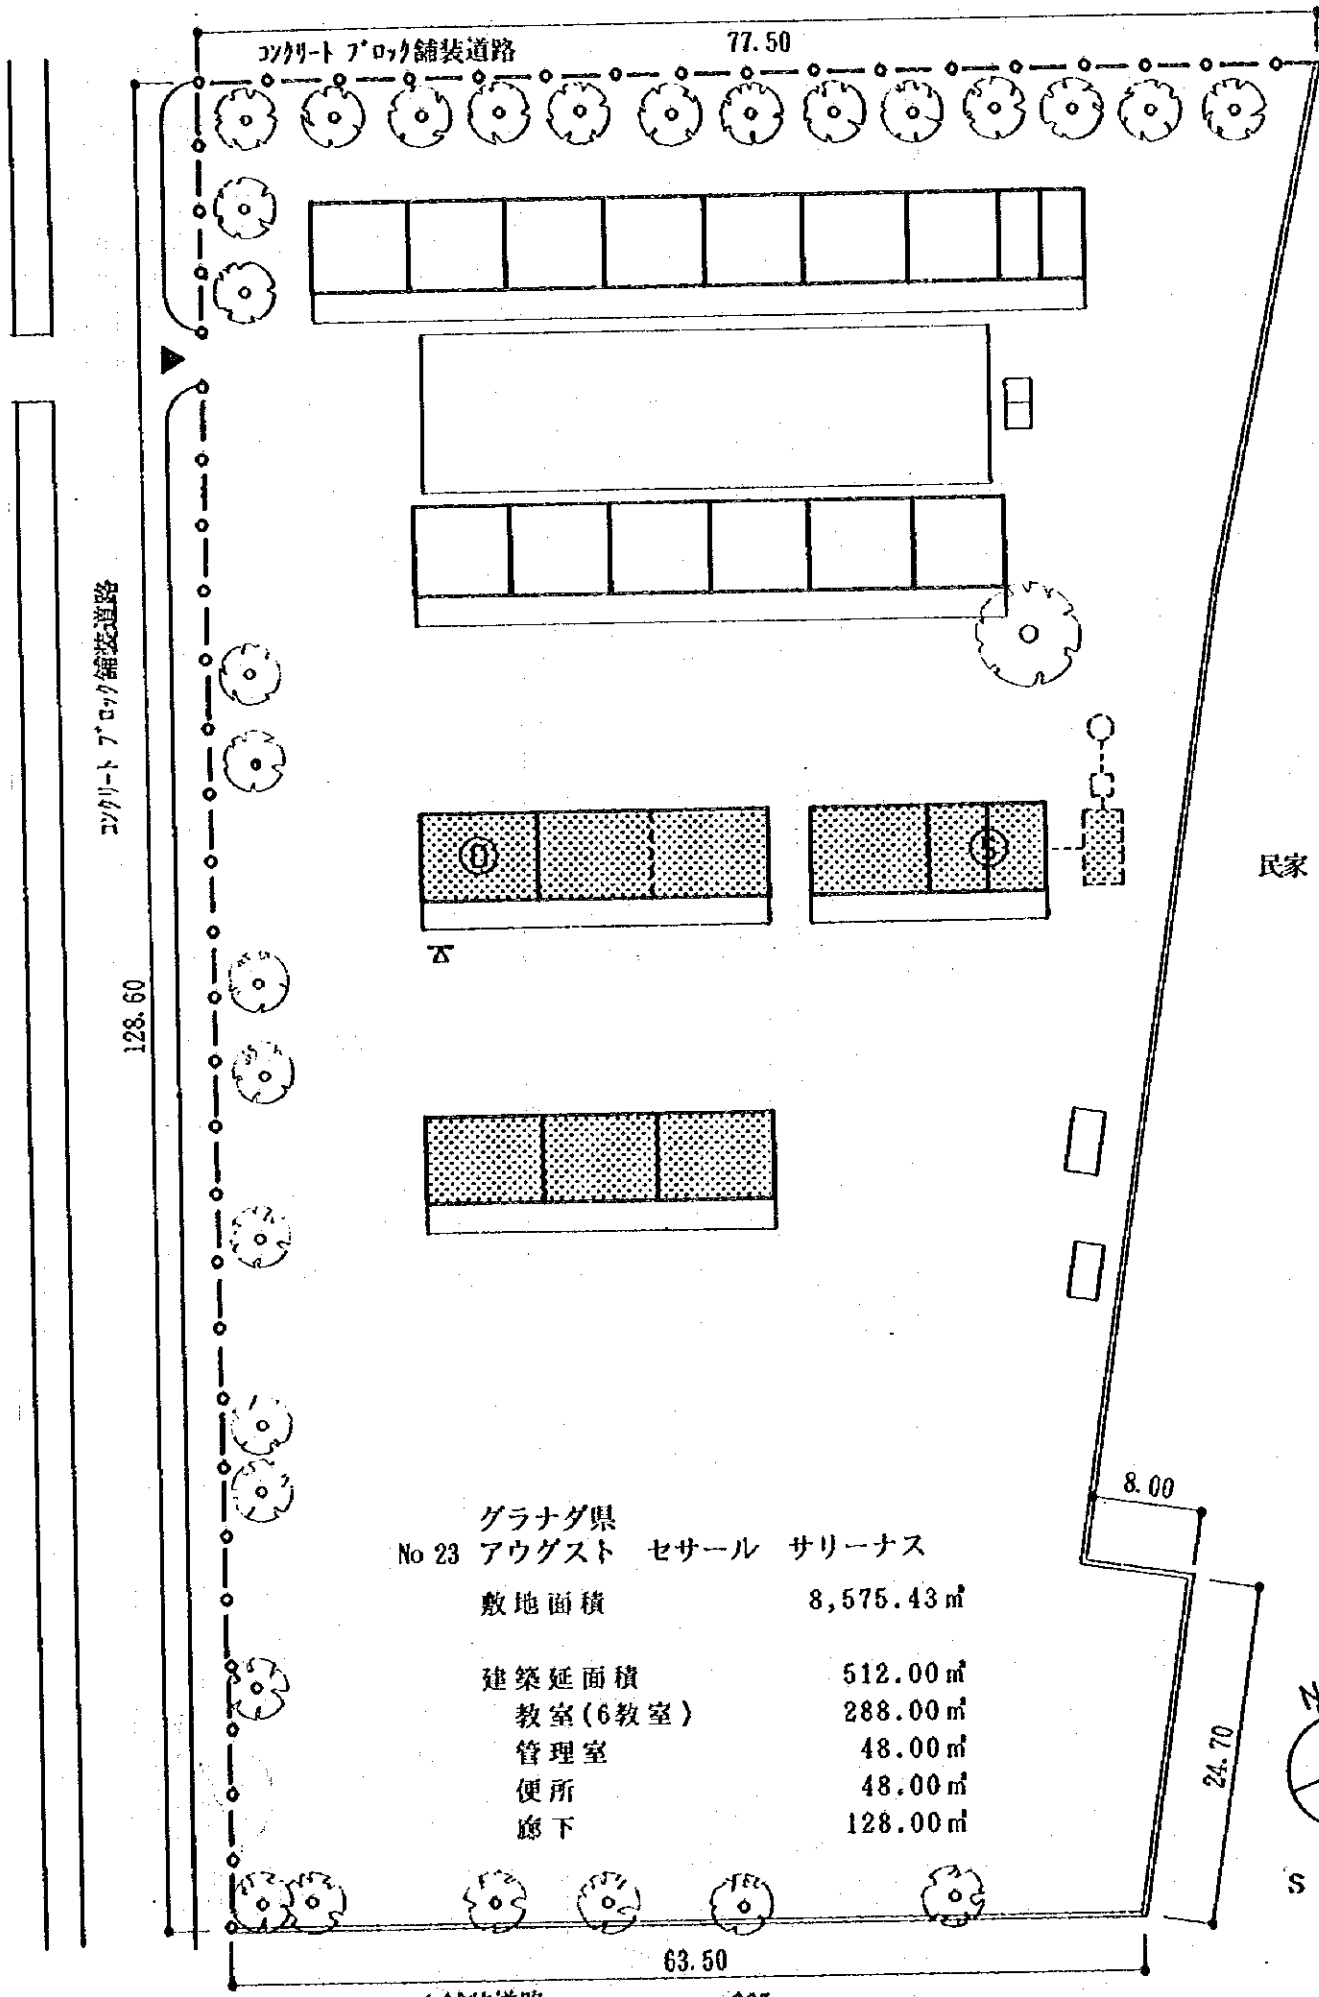 77.50
コンクリート ブロック舗装道路
コンクリート ブロック舗装道路
128.60
民家
8.00
グラナダ県
No 23 アウグスト セサール サリーナス
敷地面積 8,575.43㎡
建築延面積 512.00㎡
教室(6教室) 288.00㎡
管理室 48.00㎡
便所 48.00㎡
廊下 128.00㎡
24.70
N
S
63.50